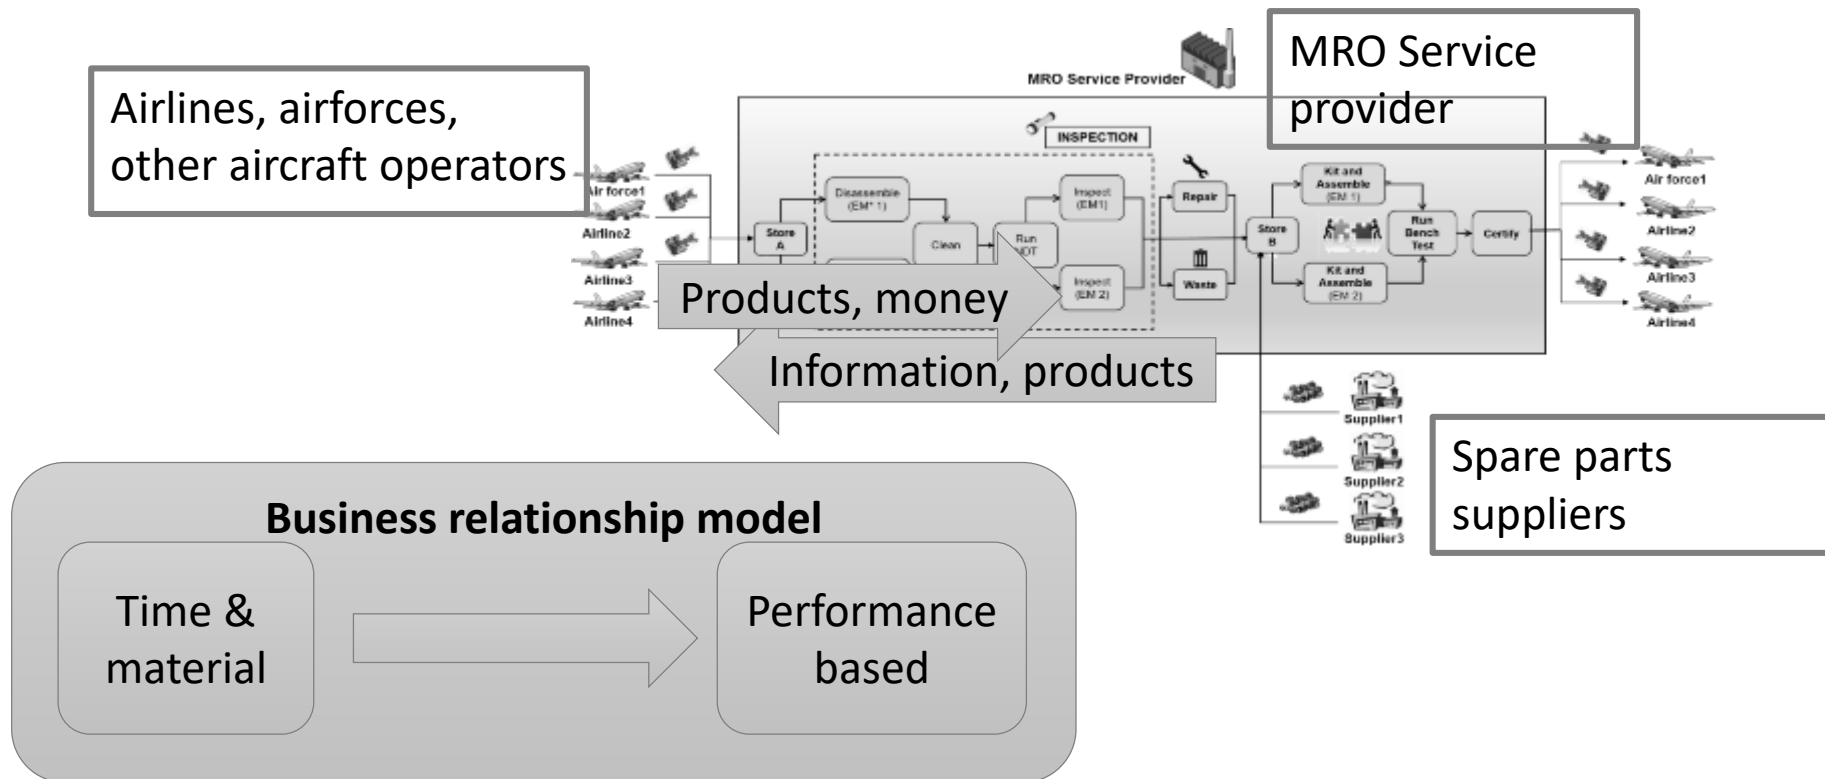 MRO Service Provider
MRO Service
provider
Airlines, airforces,
other aircraft operators
INSPECTION
Air force1
Airline2
Airline3
Airline4
Store
A
Disassemble
(EM* 1)
Clean
Run
NDT
Inspect
(EM1)
Inspect
(EM 2)
Repair
Waste
Store
B
Kit and
Assemble
(EM 1)
Kit and
Assemble
(EM 2)
Run
Bench
Test
Certify
Air force1
Airline2
Airline3
Airline4
Products, money
Information, products
Supplier1
Supplier2
Supplier3
Spare parts
suppliers
Business relationship model
Time &
material
Performance
based